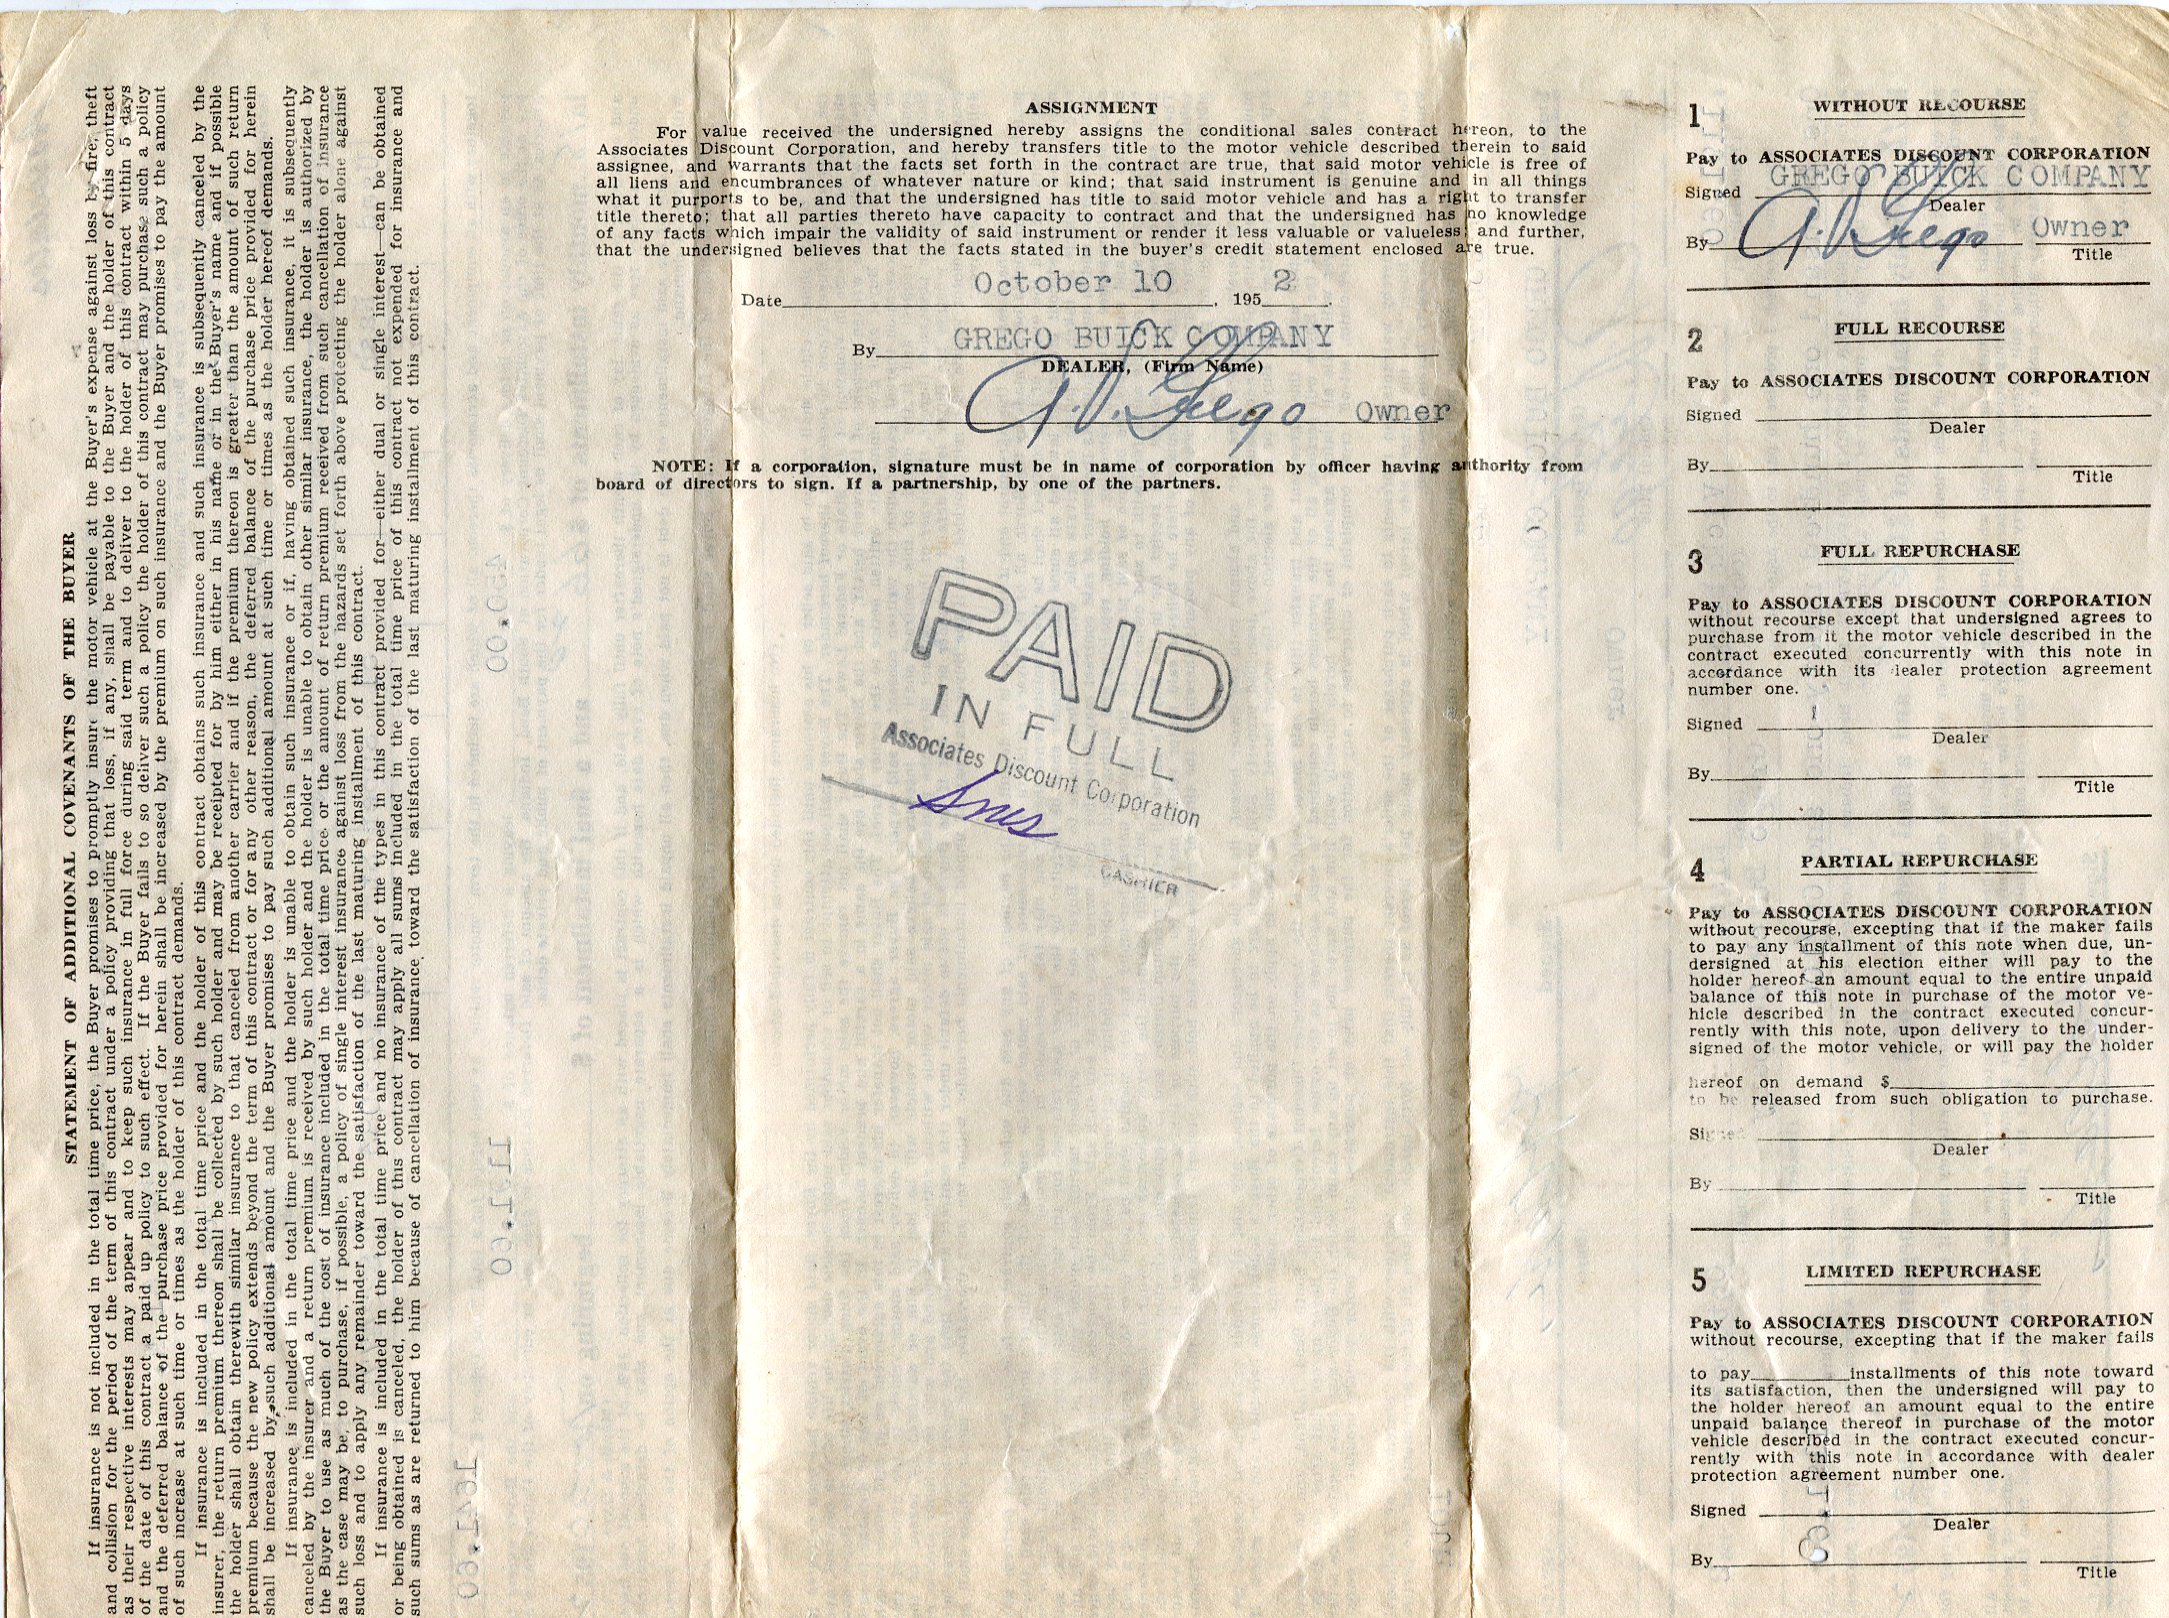 STATEMENT OF ADDITIONAL COVENANTS OF THE BUYER
If insurance is not included in the total time price, the Buyer promises to promptly insure the motor vehicle at the Buyer's expense against loss by fire, theft
and collision for the period of the term of this contract under a policy providing that loss, if any, shall be payable to the Buyer and the holder of this contract
as their respective interests may appear and to keep such insurance in full force during said term and to deliver to the holder of this contract within 5 days
of the date of this contract a paid up policy to such effect. If the Buyer fails to so deliver such a policy the holder of this contract may purchase such a policy
and the deferred balance of the purchase price provided for herein shall be increased by the premium on such insurance and the Buyer promises to pay the amount
of such increase at such time or times as the holder of this contract demands.
If insurance is included in the total time price and the holder of this contract obtains such insurance and such insurance is subsequently canceled by the
insurer, the return premium thereon shall be collected by such holder and may be receipted for by him either in his name or in the Buyer's name and if possible
the holder shall obtain therewith similar insurance to that canceled from another carrier and if the premium thereon is greater than the amount of such return
premium because the new policy extends beyond the term of this contract or for any other reason, the deferred balance of the purchase price provided for herein
shall be increased by such additional amount and the Buyer promises to pay such additional amount at such time or times as the holder hereof demands.
If insurance is included in the total time price and the holder is unable to obtain such insurance or if, having obtained such insurance, it is subsequently
canceled by the insurer and a return premium is received by such holder and the holder is unable to obtain other similar insurance, the holder is authorized by
the Buyer to use as much of the cost of insurance included in the total time price or the amount of return premium received from such cancellation of insurance
as the case may be, to purchase, if possible, a policy of single interest insurance against loss from the hazards set forth above protecting the holder alone against
such loss and to apply any remainder toward the satisfaction of the last maturing installment of this contract.
If insurance is included in the total time price and no insurance of the types in this contract provided for—either dual or single interest—can be obtained
or being obtained is canceled, the holder of this contract may apply all sums included in the total time price of this contract not expended for insurance and
such sums as are returned to him because of cancellation of insurance toward the satisfaction of the last maturing installment of this contract.
ASSIGNMENT
For value received the undersigned hereby assigns the conditional sales contract hereon, to the
Associates Discount Corporation, and hereby transfers title to the motor vehicle described therein to said
assignee, and warrants that the facts set forth in the contract are true, that said motor vehicle is free of
all liens and encumbrances of whatever nature or kind; that said instrument is genuine and in all things
what it purports to be, and that the undersigned has title to said motor vehicle and has a right to transfer
title thereto; that all parties thereto have capacity to contract and that the undersigned has no knowledge
of any facts which impair the validity of said instrument or render it less valuable or valueless; and further,
that the undersigned believes that the facts stated in the buyer's credit statement enclosed are true.
Date October 10, 1952.
By GREGO BUICK COMPANY
DEALER, (Firm Name)
A. V. Grego Owner
NOTE: If a corporation, signature must be in name of corporation by officer having authority from
board of directors to sign. If a partnership, by one of the partners.
PAID
IN FULL
Associates Discount Corporation
CASHIER
1 WITHOUT RECOURSE
Pay to ASSOCIATES DISCOUNT CORPORATION
Signed GREGO BUICK COMPANY
Dealer
By A. V. Grego Owner
Title
2 FULL RECOURSE
Pay to ASSOCIATES DISCOUNT CORPORATION
Signed
Dealer
By
Title
3 FULL REPURCHASE
Pay to ASSOCIATES DISCOUNT CORPORATION
without recourse except that undersigned agrees to
purchase from it the motor vehicle described in the
contract executed concurrently with this note in
accordance with its dealer protection agreement
number one.
Signed
Dealer
By
Title
4 PARTIAL REPURCHASE
Pay to ASSOCIATES DISCOUNT CORPORATION
without recourse, excepting that if the maker fails
to pay any installment of this note when due, un-
dersigned at his election either will pay to the
holder hereof an amount equal to the entire unpaid
balance of this note in purchase of the motor ve-
hicle described in the contract executed concur-
rently with this note, upon delivery to the under-
signed of the motor vehicle, or will pay the holder
hereof on demand $
to be released from such obligation to purchase.
Signed
Dealer
By
Title
5 LIMITED REPURCHASE
Pay to ASSOCIATES DISCOUNT CORPORATION
without recourse, excepting that if the maker fails
to pay installments of this note toward
its satisfaction, then the undersigned will pay to
the holder hereof an amount equal to the entire
unpaid balance thereof in purchase of the motor
vehicle described in the contract executed concur-
rently with this note in accordance with dealer
protection agreement number one.
Signed
Dealer
By
Title